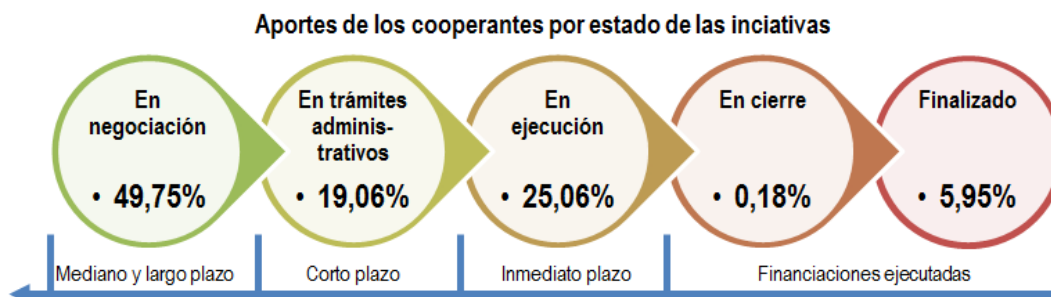 Aportes de los cooperantes por estado de las inciativas
En
negociación
• 49,75%
En trámites
adminis-
trativos
• 19,06%
En
ejecución
• 25,06%
En cierre
• 0,18%
Finalizado
• 5,95%
Mediano y largo plazo
Corto plazo
Inmediato plazo
Financiaciones ejecutadas